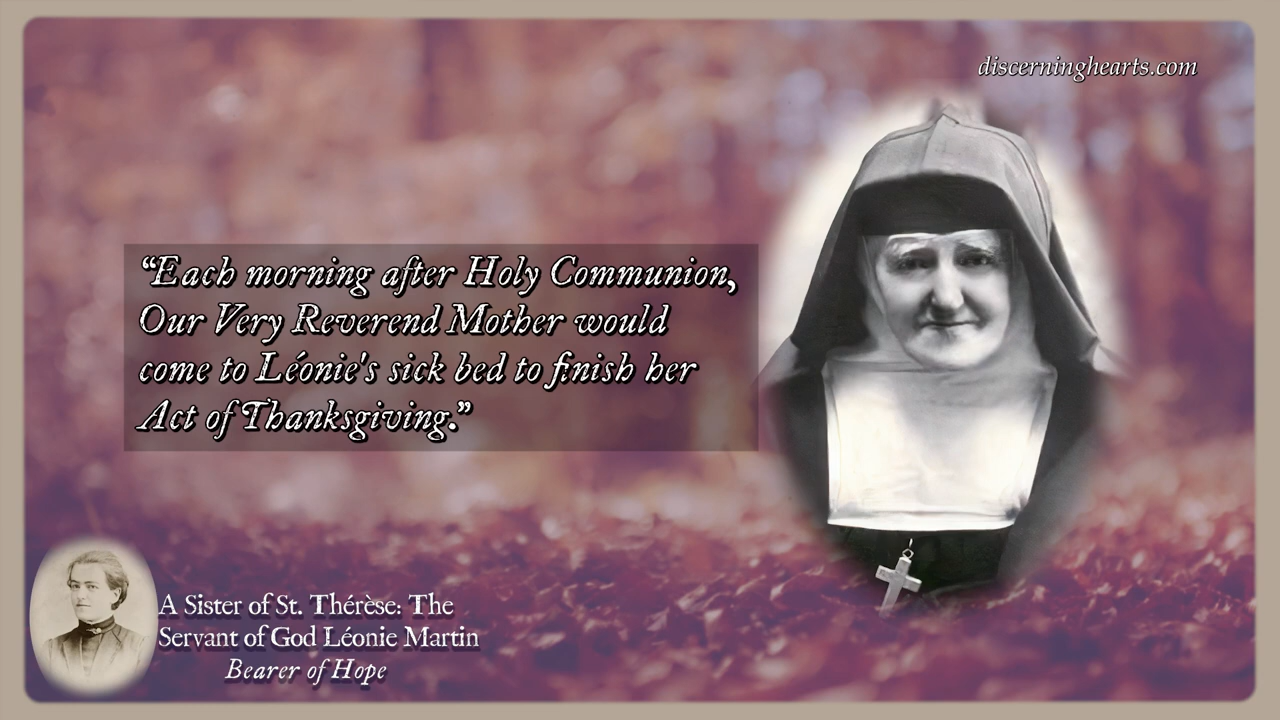 discerninghearts.com
“Each morning after Holy Communion,
Our Very Reverend Mother would
come to Léonie's sick bed to finish her
Act of Thanksgiving.”
A Sister of St. Thérèse: The
Servant of God Léonie Martin
Bearer of Hope